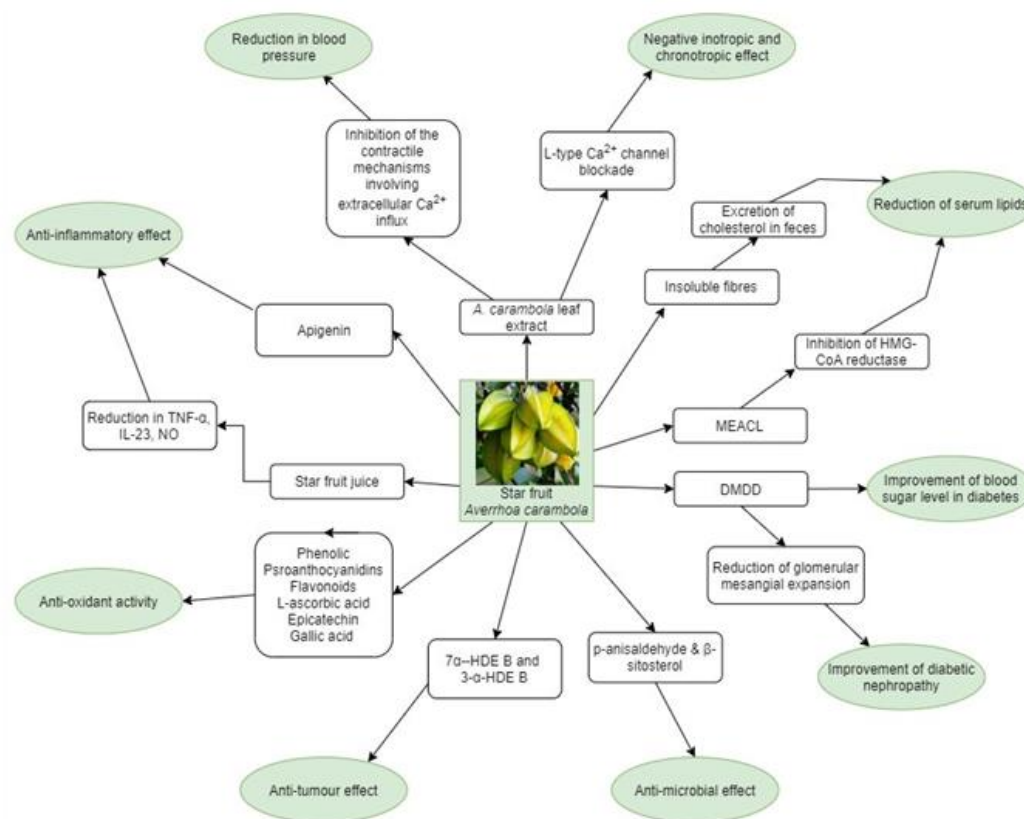 Reduction in blood
pressure
Negative inotropic and
chronotropic effect
Inhibition of the
contractile
mechanisms
involving
extracellular Ca²⁺
influx
L-type Ca²⁺ channel
blockade
Excretion of
cholesterol in feces
Reduction of serum lipids
Anti-inflammatory effect
Insoluble fibres
Apigenin
A. carambola leaf
extract
Inhibition of HMG-
CoA reductase
Reduction in TNF-α,
IL-23, NO
MEACL
Star fruit juice
Star fruit
Averrhoa carambola
DMDD
Improvement of blood
sugar level in diabetes
Phenolic
Psroanthocyanidins
Flavonoids
L-ascorbic acid
Epicatechin
Gallic acid
Reduction of glomerular
mesangial expansion
Anti-oxidant activity
7α--HDE B and
3-α-HDE B
p-anisaldehyde & β-
sitosterol
Improvement of diabetic
nephropathy
Anti-tumour effect
Anti-microbial effect